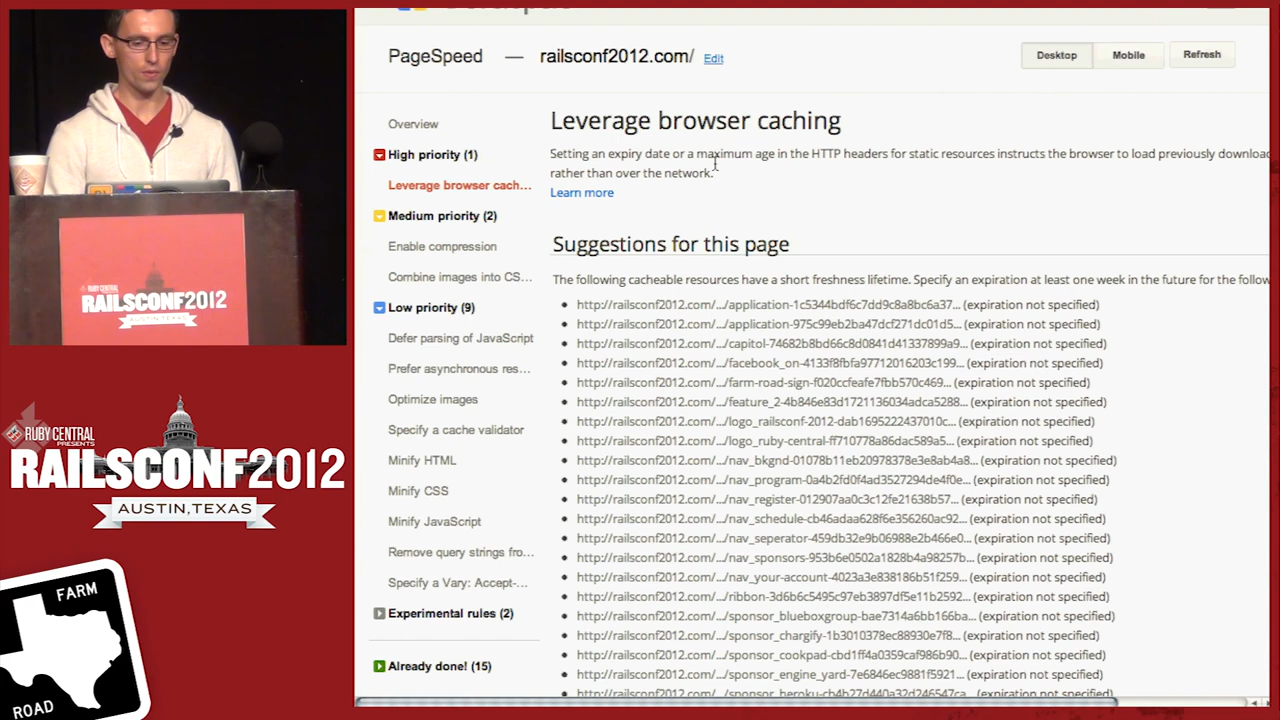 PageSpeed — railsconf2012.com/ Edit
Desktop Mobile Refresh
Overview
High priority (1)
Leverage browser cach...
Medium priority (2)
Enable compression
Combine images into CS...
Low priority (9)
Defer parsing of JavaScript
Prefer asynchronous res...
Optimize images
Specify a cache validator
Minify HTML
Minify CSS
Minify JavaScript
Remove query strings fro...
Specify a Vary: Accept-...
Experimental rules (2)
Already done! (15)
Leverage browser caching
Setting an expiry date or a maximum age in the HTTP headers for static resources instructs the browser to load previously downloa
rather than over the network.
Learn more
Suggestions for this page
The following cacheable resources have a short freshness lifetime. Specify an expiration at least one week in the future for the follow
http://railsconf2012.com/.../application-1c5344bdf6c7dd9c8a8bc6a37... (expiration not specified)
http://railsconf2012.com/.../application-975c99eb2ba47dcf271dc01d5... (expiration not specified)
http://railsconf2012.com/.../capitol-74682b8bd66c8d0841d41337899a9... (expiration not specified)
http://railsconf2012.com/.../facebook_on-4133f8fbfa97712016203c199... (expiration not specified)
http://railsconf2012.com/.../farm-road-sign-f020ccfeafe7fbb570c469... (expiration not specified)
http://railsconf2012.com/.../feature_2-4b846e83d1721136034adca5288... (expiration not specified)
http://railsconf2012.com/.../logo_railsconf-2012-dab1695222437010c... (expiration not specified)
http://railsconf2012.com/.../logo_ruby-central-ff710778a86dac589a5... (expiration not specified)
http://railsconf2012.com/.../nav_bkgnd-01078b11eb20978378e3e8ab4a8... (expiration not specified)
http://railsconf2012.com/.../nav_program-0a4b2fd0f4ad3527294de4f0e... (expiration not specified)
http://railsconf2012.com/.../nav_register-012907aa0c3c12fe21638b57... (expiration not specified)
http://railsconf2012.com/.../nav_schedule-cb46adaa628f6e356260ac92... (expiration not specified)
http://railsconf2012.com/.../nav_seperator-459db32e9b06988e2b466e0... (expiration not specified)
http://railsconf2012.com/.../nav_sponsors-953b6e0502a1828b4a98257b... (expiration not specified)
http://railsconf2012.com/.../nav_your-account-4023a3e838186b51f259... (expiration not specified)
http://railsconf2012.com/.../ribbon-3d6b6c5495c97eb3897df5e11b2592... (expiration not specified)
http://railsconf2012.com/.../sponsor_blueboxgroup-bae7314a6bb166ba... (expiration not specified)
http://railsconf2012.com/.../sponsor_chargify-1b3010378ec88930e7f8... (expiration not specified)
http://railsconf2012.com/.../sponsor_cookpad-cbd1ff4a0359caf986b90... (expiration not specified)
http://railsconf2012.com/.../sponsor_engine_yard-7e6846ec9881f5921... (expiration not specified)
http://railsconf2012.com/.../sponsor_heroku-cb4b27d440a32d246547ca... (expiration not specified)
RUBY CENTRAL
RAILSCONF2012
AUSTIN, TEXAS
RUBY CENTRAL
PRESENTS
RAILSCONF2012
AUSTIN, TEXAS
FARM
ROAD